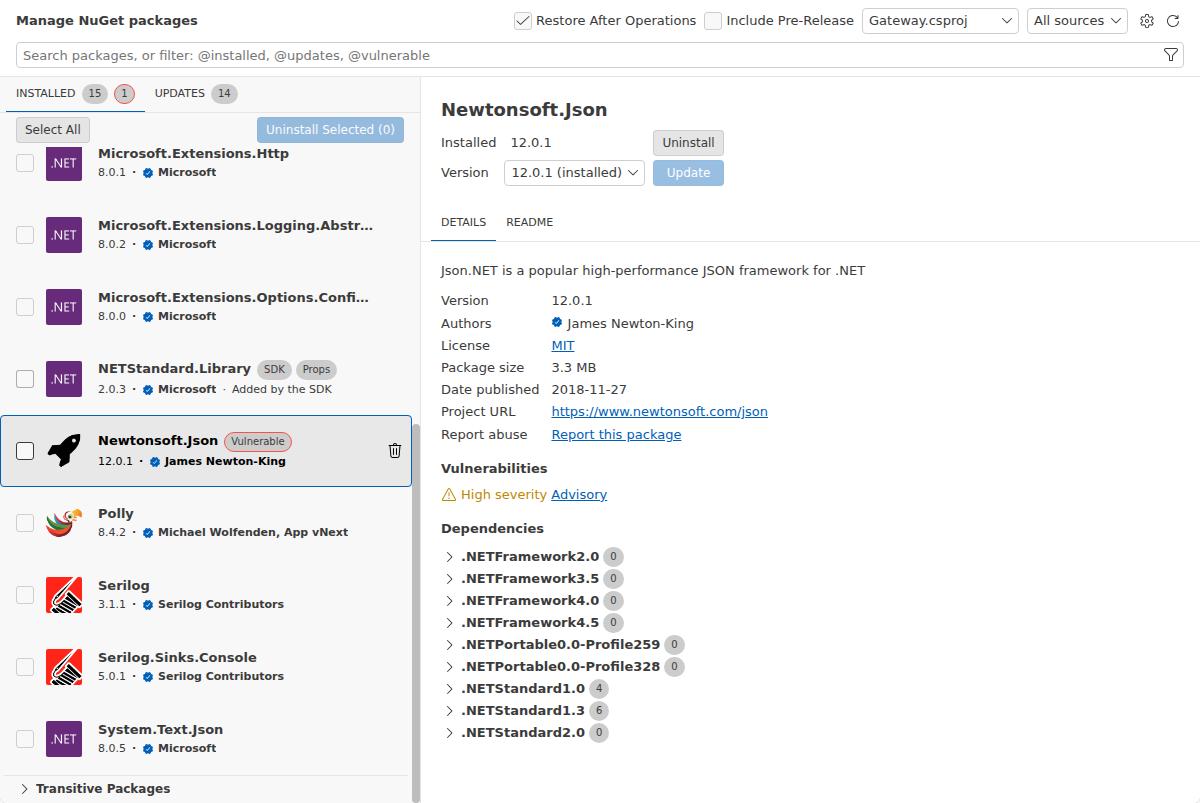 Manage NuGet packages
Restore After Operations
Include Pre-Release
Gateway.csproj
All sources
Search packages, or filter: @installed, @updates, @vulnerable
INSTALLED 15 1 UPDATES 14
Select All
Uninstall Selected (0)
.NET
Microsoft.Extensions.Http
8.0.1 · Microsoft
.NET
Microsoft.Extensions.Logging.Abstr...
8.0.2 · Microsoft
.NET
Microsoft.Extensions.Options.Confi...
8.0.0 · Microsoft
.NET
NETStandard.Library SDK Props
2.0.3 · Microsoft · Added by the SDK
Newtonsoft.Json Vulnerable
12.0.1 · James Newton-King
Polly
8.4.2 · Michael Wolfenden, App vNext
Serilog
3.1.1 · Serilog Contributors
Serilog.Sinks.Console
5.0.1 · Serilog Contributors
.NET
System.Text.Json
8.0.5 · Microsoft
Transitive Packages
Newtonsoft.Json
Installed 12.0.1 Uninstall
Version 12.0.1 (installed) Update
DETAILS README
Json.NET is a popular high-performance JSON framework for .NET
Version 12.0.1
Authors James Newton-King
License MIT
Package size 3.3 MB
Date published 2018-11-27
Project URL https://www.newtonsoft.com/json
Report abuse Report this package
Vulnerabilities
High severity Advisory
Dependencies
.NETFramework2.0 0
.NETFramework3.5 0
.NETFramework4.0 0
.NETFramework4.5 0
.NETPortable0.0-Profile259 0
.NETPortable0.0-Profile328 0
.NETStandard1.0 4
.NETStandard1.3 6
.NETStandard2.0 0